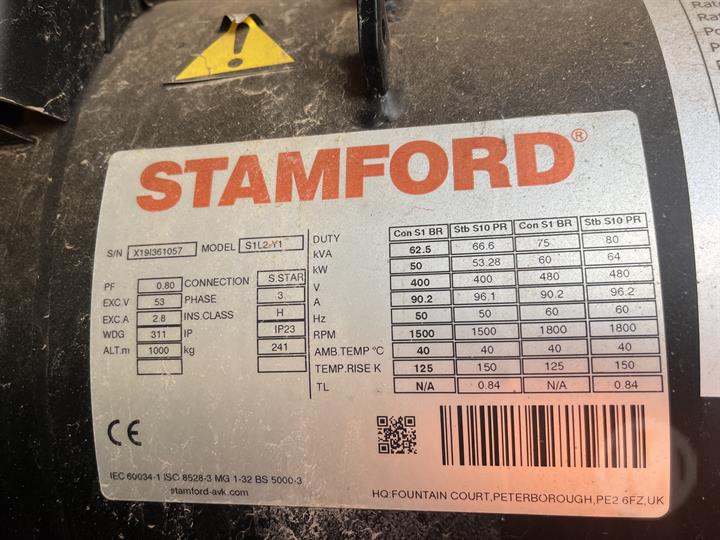 Rate
Ra
Po
P
STAMFORD®
S/N X19I361057 MODEL S1L2-Y1
PF 0.80 CONNECTION S.STAR
EXC.V 53 PHASE 3
EXC.A 2.8 INS.CLASS H
WDG 311 IP IP23
ALT.m 1000 kg 241
DUTY Con S1 BR Stb S10 PR Con S1 BR Stb S10 PR
kVA 62.5 66.6 75 80
kW 50 53.28 60 64
V 400 400 480 480
A 90.2 96.1 90.2 96.2
Hz 50 50 60 60
RPM 1500 1500 1800 1800
AMB.TEMP °C 40 40 40 40
TEMP.RISE K 125 150 125 150
TL N/A 0.84 N/A 0.84
CE
IEC 60034-1 ISO 8528-3 MG 1-32 BS 5000-3
stamford-avk.com
HQ:FOUNTAIN COURT,PETERBOROUGH,PE2 6FZ,UK